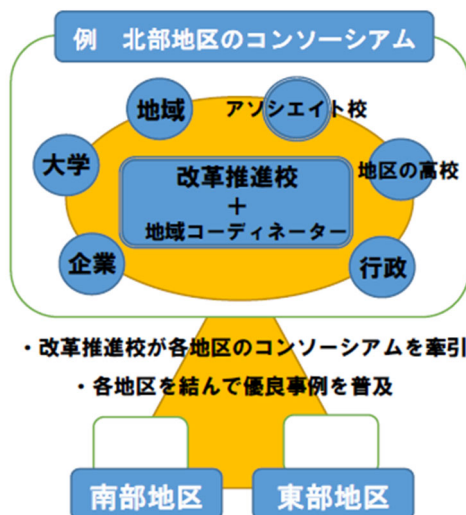 例 北部地区のコンソーシアム
地域
アソシエイト校
大学
地区の高校
改革推進校
＋
地域コーディネーター
企業
行政
・改革推進校が各地区のコンソーシアムを牽引
・各地区を結んで優良事例を普及
南部地区
東部地区